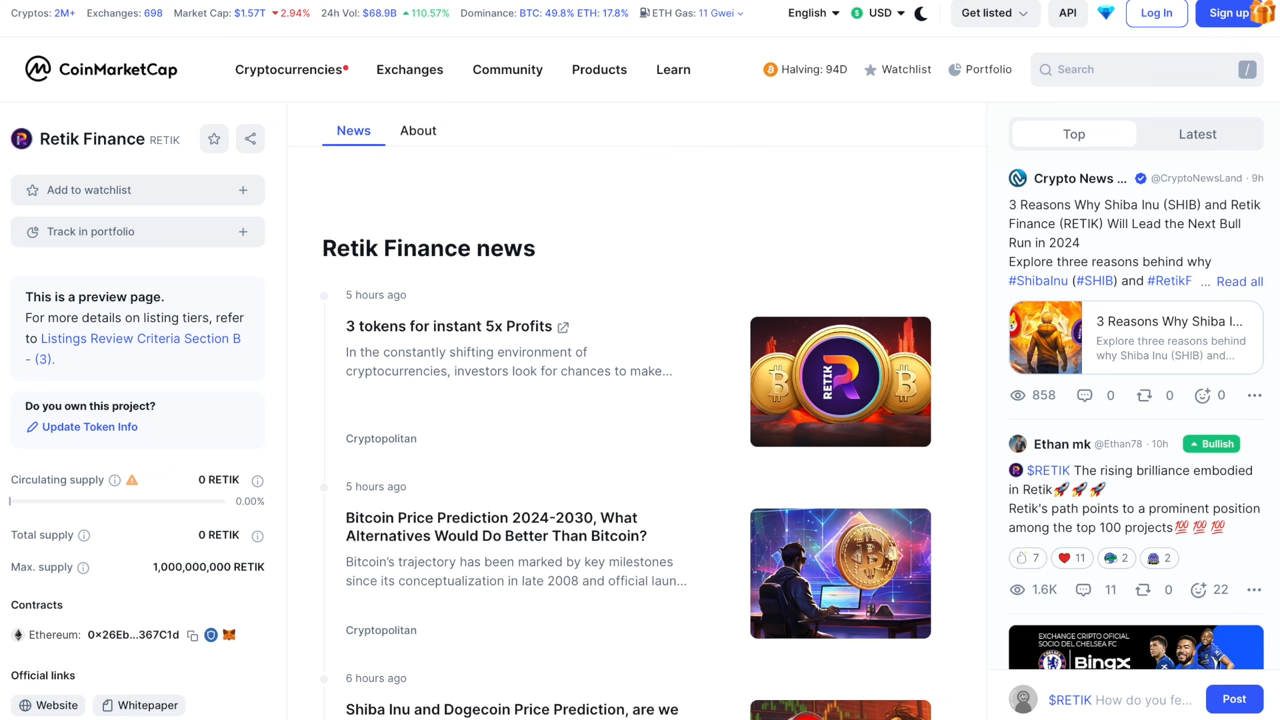 Cryptos: 2M+ Exchanges: 698 Market Cap: $1.57T 2.94% 24h Vol: $68.9B 110.57% Dominance: BTC: 49.8% ETH: 17.8% ETH Gas: 11 Gwei
English USD Get listed API Log In Sign up
CoinMarketCap
Cryptocurrencies Exchanges Community Products Learn
Halving: 94D Watchlist Portfolio Search /
Retik Finance RETIK
Add to watchlist +
Track in portfolio +
This is a preview page.
For more details on listing tiers, refer
to Listings Review Criteria Section B
- (3).
Do you own this project?
Update Token Info
Circulating supply 0 RETIK
0.00%
Total supply 0 RETIK
Max. supply 1,000,000,000 RETIK
Contracts
Ethereum: 0x26Eb...367C1d
Official links
Website Whitepaper
News About
Retik Finance news
5 hours ago
3 tokens for instant 5x Profits
In the constantly shifting environment of
cryptocurrencies, investors look for chances to make...
Cryptopolitan
RETIK
5 hours ago
Bitcoin Price Prediction 2024-2030, What
Alternatives Would Do Better Than Bitcoin?
Bitcoin's trajectory has been marked by key milestones
since its conceptualization in late 2008 and official laun...
Cryptopolitan
6 hours ago
Shiba Inu and Dogecoin Price Prediction, are we
Top Latest
Crypto News ... @CryptoNewsLand · 9h
3 Reasons Why Shiba Inu (SHIB) and Retik
Finance (RETIK) Will Lead the Next Bull
Run in 2024
Explore three reasons behind why
#ShibaInu (#SHIB) and #RetikF ... Read all
3 Reasons Why Shiba I...
Explore three reasons behind
why Shiba Inu (SHIB) and...
858 0 0 0
Ethan mk @Ethan78 · 10h Bullish
$RETIK The rising brilliance embodied
in Retik🚀🚀🚀
Retik's path points to a prominent position
among the top 100 projects💯💯💯
7 11 2 2
1.6K 11 0 22
EXCHANGE CRIPTO OFICIAL
SOCIO DEL CHELSEA FC
BingX
$RETIK How do you fe... Post